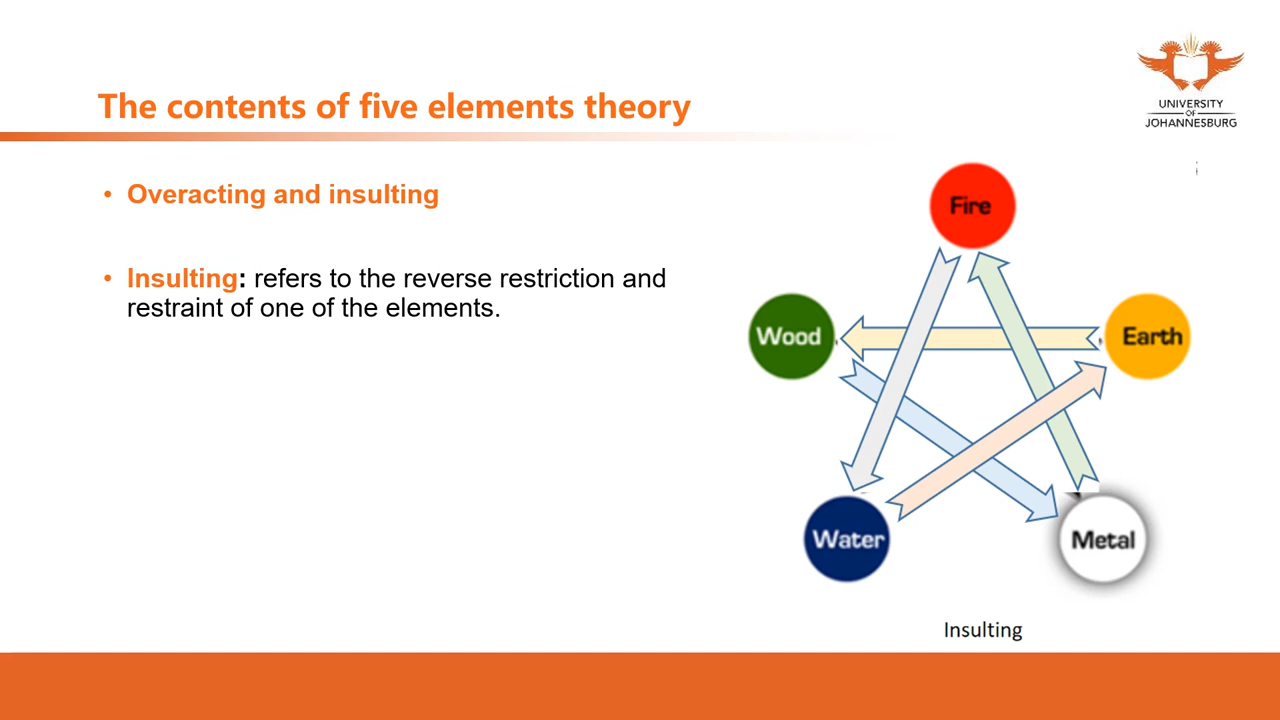 The contents of five elements theory
UNIVERSITY
OF
JOHANNESBURG
• Overacting and insulting
• Insulting: refers to the reverse restriction and
restraint of one of the elements.
Fire
Wood
Earth
Water
Metal
Insulting